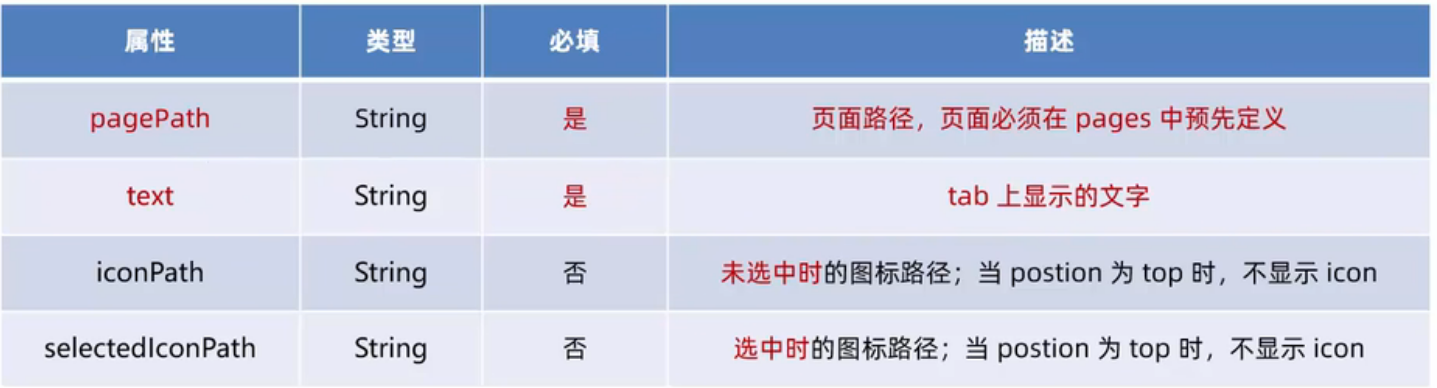 属性 类型 必填 描述
pagePath String 是 页面路径，页面必须在 pages 中预先定义
text String 是 tab 上显示的文字
iconPath String 否 未选中时的图标路径；当 postion 为 top 时，不显示 icon
selectedIconPath String 否 选中时的图标路径；当 postion 为 top 时，不显示 icon